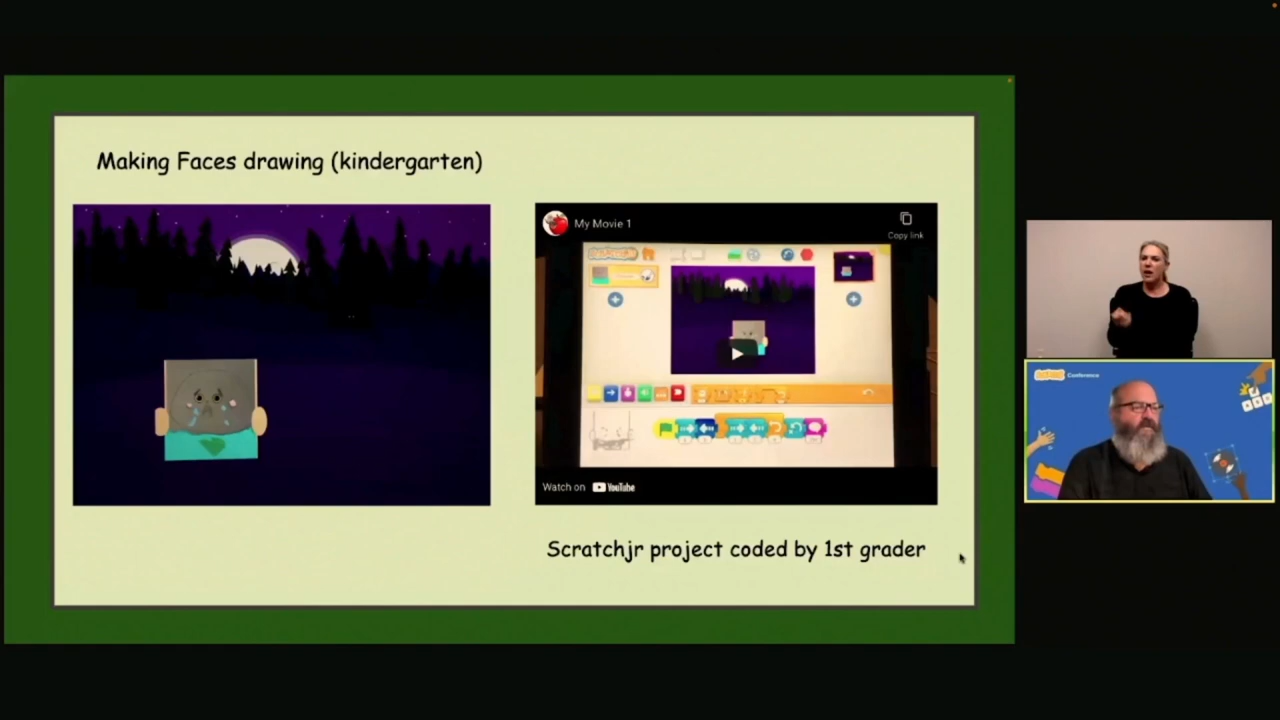 Making Faces drawing (kindergarten)
My Movie 1
Copy link
Watch on YouTube
Scratchjr project coded by 1st grader
Conference